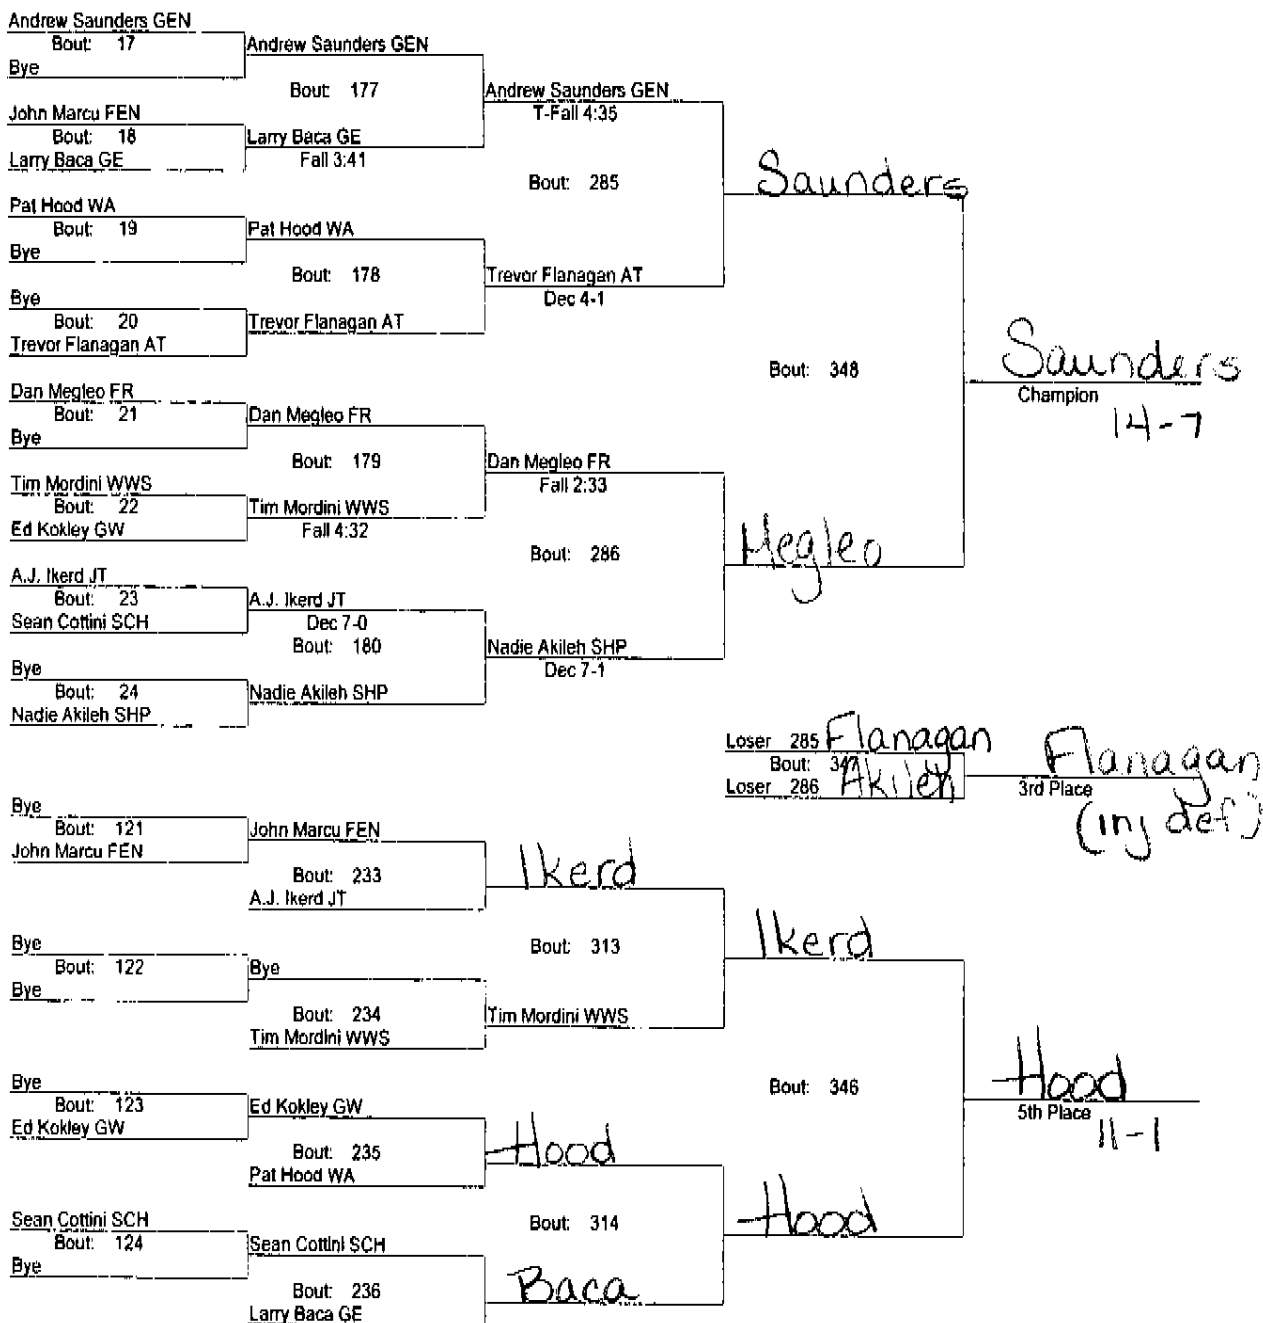 Andrew Saunders GEN
Bout: 17
Bye
Andrew Saunders GEN
Bout: 177
John Marcu FEN
Bout: 18
Larry Baca GE
Larry Baca GE
Fall 3:41
Andrew Saunders GEN
T-Fall 4:35
Bout: 285
Pat Hood WA
Bout: 19
Bye
Pat Hood WA
Bout: 178
Bye
Bout: 20
Trevor Flanagan AT
Trevor Flanagan AT
Trevor Flanagan AT
Dec 4-1
Saunders
Bout: 348
Saunders
Champion
14-7
Dan Megleo FR
Bout: 21
Bye
Dan Megleo FR
Bout: 179
Tim Mordini WWS
Bout: 22
Ed Kokley GW
Tim Mordini WWS
Fall 4:32
Dan Megleo FR
Fall 2:33
Bout: 286
Megleo
A.J. Ikerd JT
Bout: 23
Sean Cottini SCH
A.J. Ikerd JT
Dec 7-0
Bout: 180
Bye
Bout: 24
Nadie Akileh SHP
Nadie Akileh SHP
Nadie Akileh SHP
Dec 7-1
Loser 285 Flanagan
Bout: 347
Loser 286 Akileh
Flanagan
3rd Place
(inj def)
Bye
Bout: 121
John Marcu FEN
John Marcu FEN
Bout: 233
A.J. Ikerd JT
Ikerd
Bout: 313
Bye
Bout: 122
Bye
Bye
Bout: 234
Tim Mordini WWS
Tim Mordini WWS
Ikerd
Bout: 346
Hood
5th Place
11-1
Bye
Bout: 123
Ed Kokley GW
Ed Kokley GW
Bout: 235
Pat Hood WA
Hood
Bout: 314
Hood
Sean Cottini SCH
Bout: 124
Bye
Sean Cottini SCH
Bout: 236
Larry Baca GE
Baca